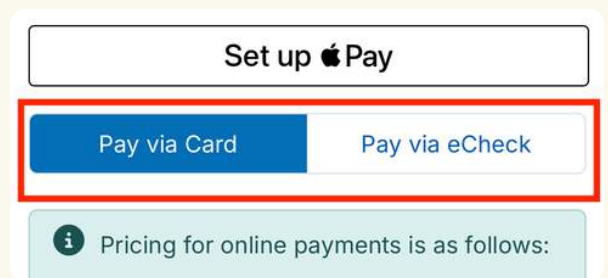 Set up Pay
Pay via Card
Pay via eCheck
Pricing for online payments is as follows: